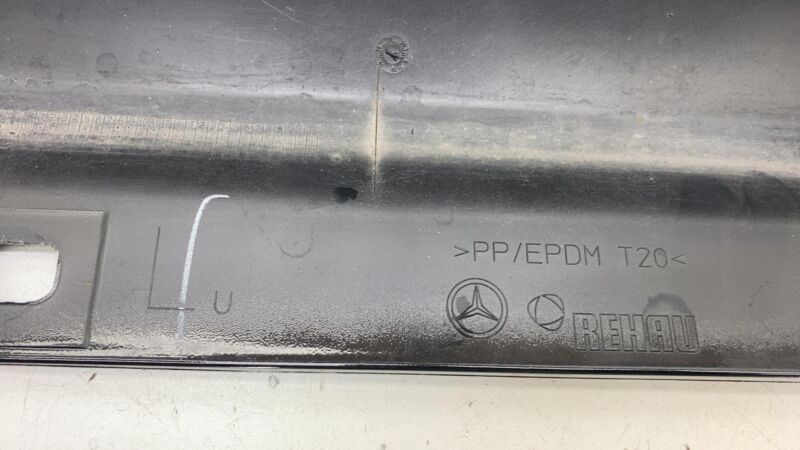 >PP/EPDM T20<
L
U
REHAU